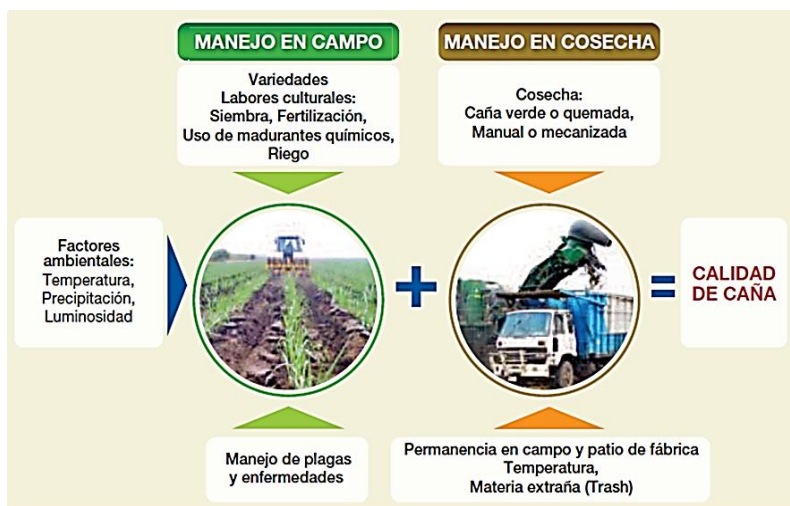 MANEJO EN CAMPO
Variedades
Labores culturales:
Siembra, Fertilización,
Uso de madurantes químicos,
Riego
MANEJO EN COSECHA
Cosecha:
Caña verde o quemada,
Manual o mecanizada
Factores
ambientales:
Temperatura,
Precipitación,
Luminosidad
+
=
CALIDAD
DE CAÑA
Manejo de plagas
y enfermedades
Permanencia en campo y patio de fábrica
Temperatura,
Materia extraña (Trash)